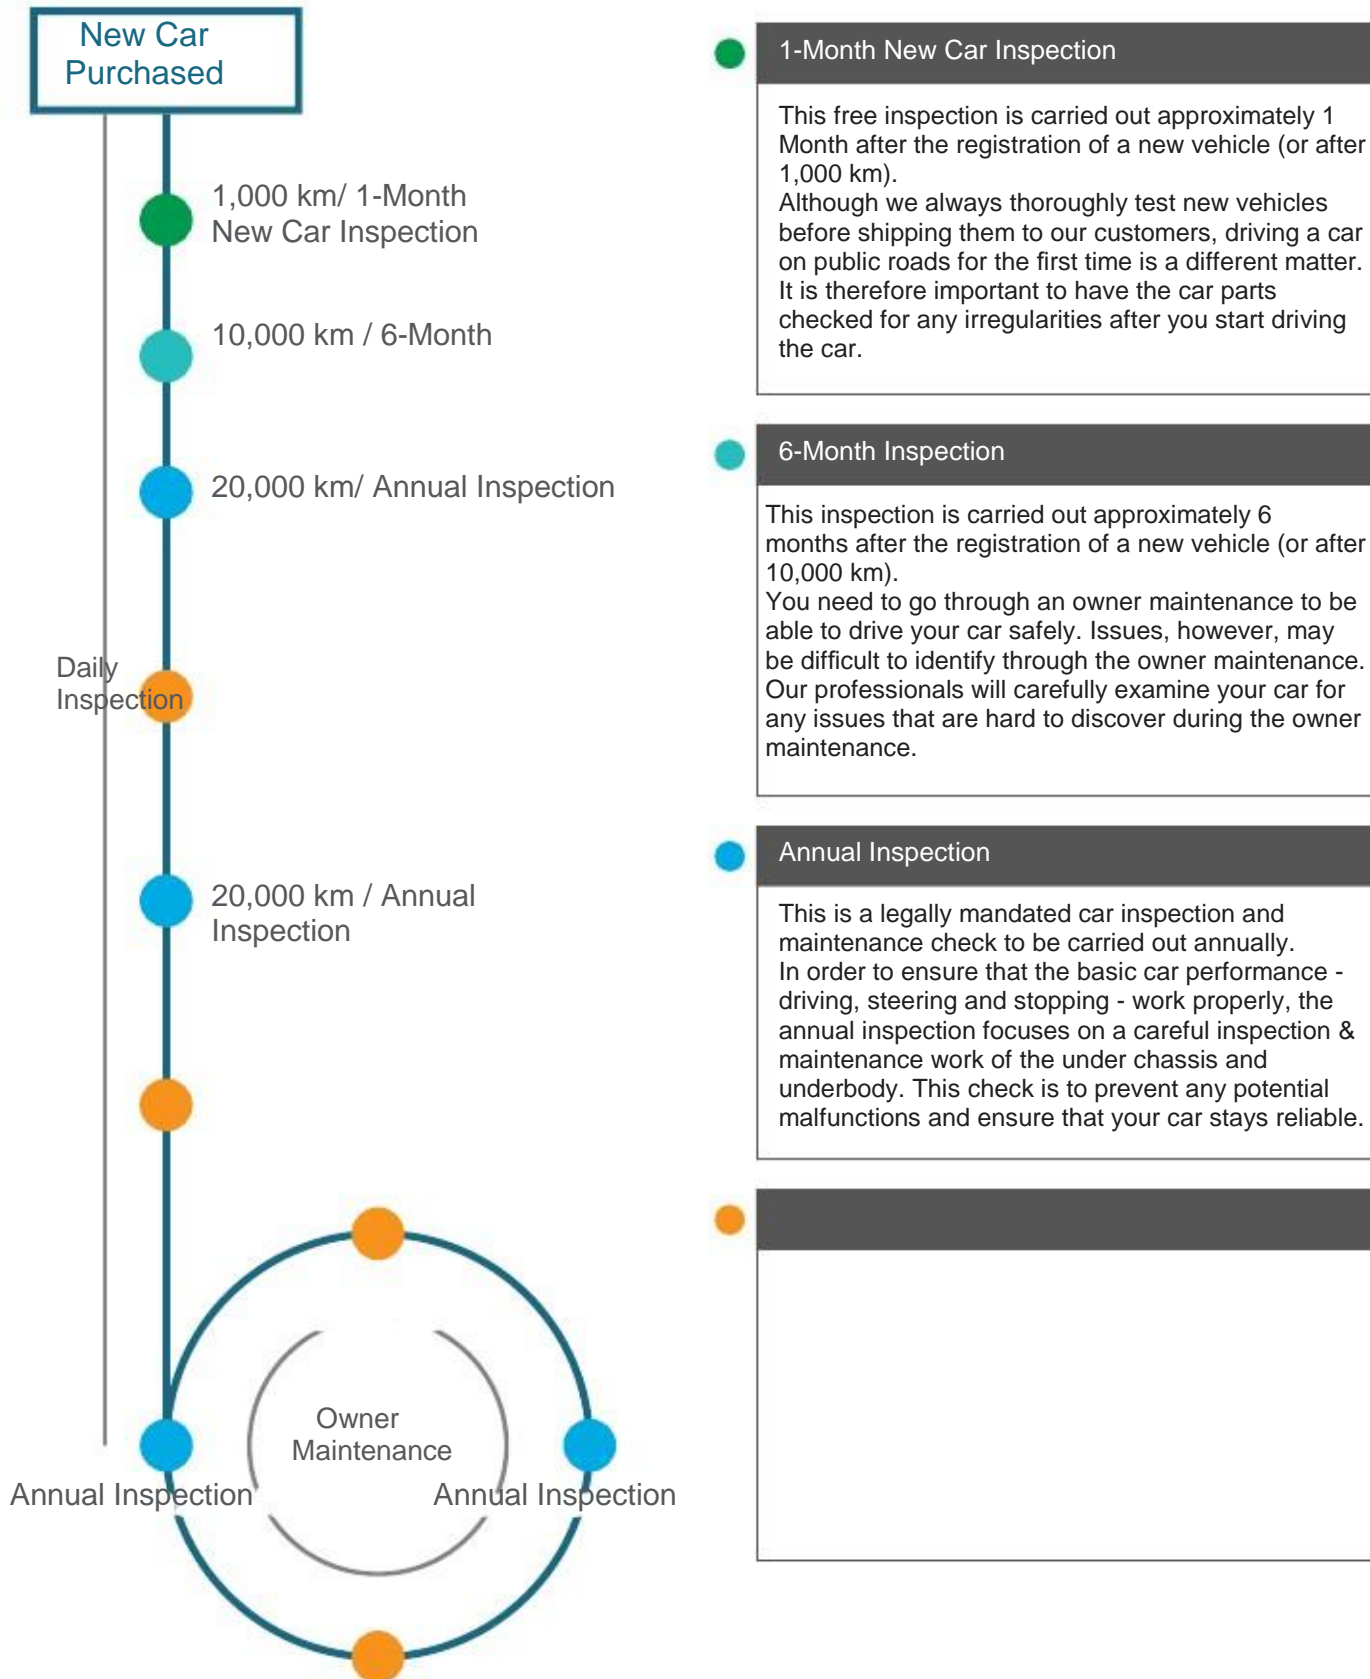 New Car
Purchased
1,000 km/ 1-Month
New Car Inspection
10,000 km / 6-Month
20,000 km/ Annual Inspection
Daily
Inspection
20,000 km / Annual
Inspection
Owner
Maintenance
Annual Inspection
Annual Inspection
1-Month New Car Inspection
This free inspection is carried out approximately 1
Month after the registration of a new vehicle (or after
1,000 km).
Although we always thoroughly test new vehicles
before shipping them to our customers, driving a car
on public roads for the first time is a different matter.
It is therefore important to have the car parts
checked for any irregularities after you start driving
the car.
6-Month Inspection
This inspection is carried out approximately 6
months after the registration of a new vehicle (or after
10,000 km).
You need to go through an owner maintenance to be
able to drive your car safely. Issues, however, may
be difficult to identify through the owner maintenance.
Our professionals will carefully examine your car for
any issues that are hard to discover during the owner
maintenance.
Annual Inspection
This is a legally mandated car inspection and
maintenance check to be carried out annually.
In order to ensure that the basic car performance -
driving, steering and stopping - work properly, the
annual inspection focuses on a careful inspection &
maintenance work of the under chassis and
underbody. This check is to prevent any potential
malfunctions and ensure that your car stays reliable.